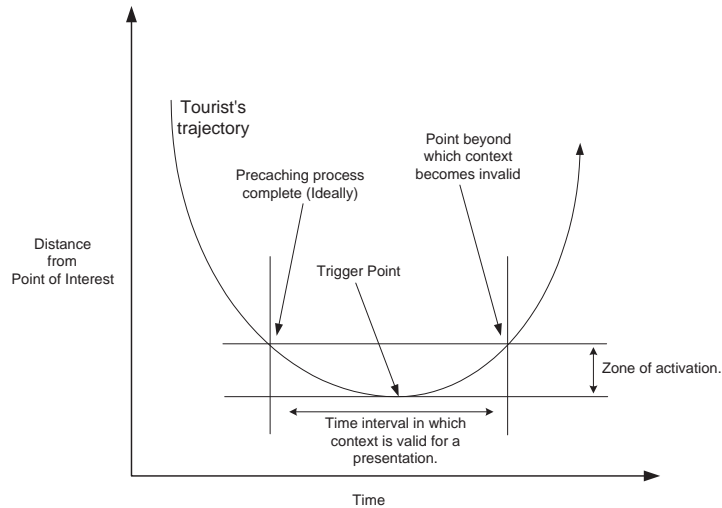 Tourist's
trajectory
Point beyond
which context
becomes invalid
Precaching process
complete (Ideally)
Distance
from
Point of Interest
Trigger Point
Zone of activation.
Time interval in which
context is valid for a
presentation.
Time